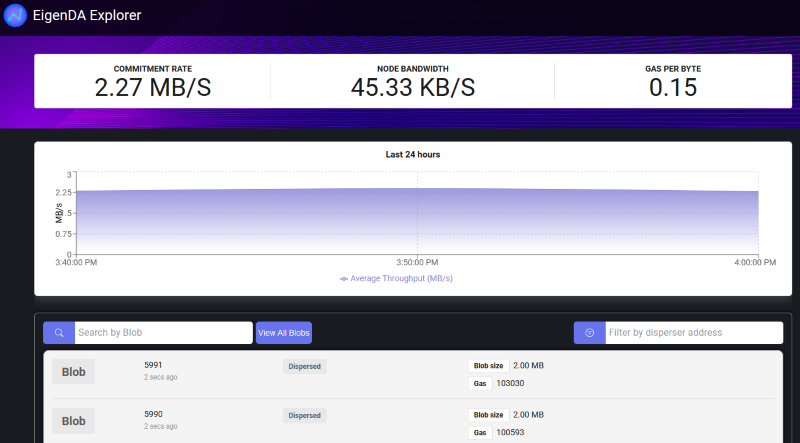 EigenDA Explorer
COMMITMENT RATE
2.27 MB/S
NODE BANDWIDTH
45.33 KB/S
GAS PER BYTE
0.15
Last 24 hours
3
2.25
.5
0.75
0
MB/s
3:40:00 PM
3:50:00 PM
4:00:00 PM
Average Throughput (MB/s)
Search by Blob
View All Blobs
Filter by disperser address
Blob
5991
2 secs ago
Dispersed
Blob size 2.00 MB
Gas 103030
Blob
5990
2 secs ago
Dispersed
Blob size 2.00 MB
Gas 100593